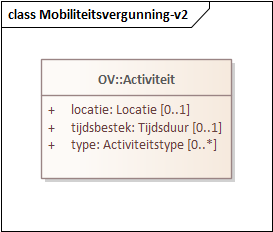 class Mobiliteitsvergunning-v2
OV::Activiteit
+ locatie: Locatie [0..1]
+ tijdsbestek: Tijdsduur [0..1]
+ type: Activiteitstype [0..*]